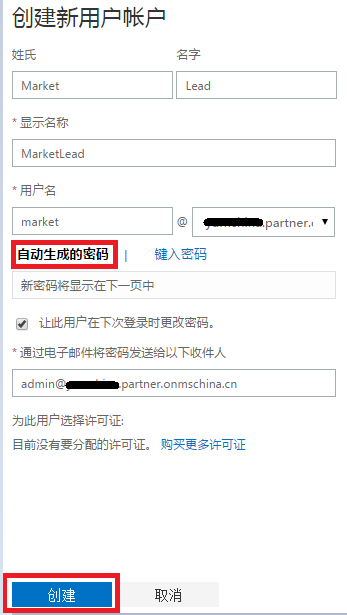 创建新用户帐户
姓氏 名字
Market Lead
* 显示名称
MarketLead
* 用户名
market @ .partner.
自动生成的密码 | 键入密码
新密码将显示在下一页中
让此用户在下次登录时更改密码。
* 通过电子邮件将密码发送给以下收件人
admin@ .partner.onmschina.cn
为此用户选择许可证:
目前没有要分配的许可证。 购买更多许可证
创建 取消